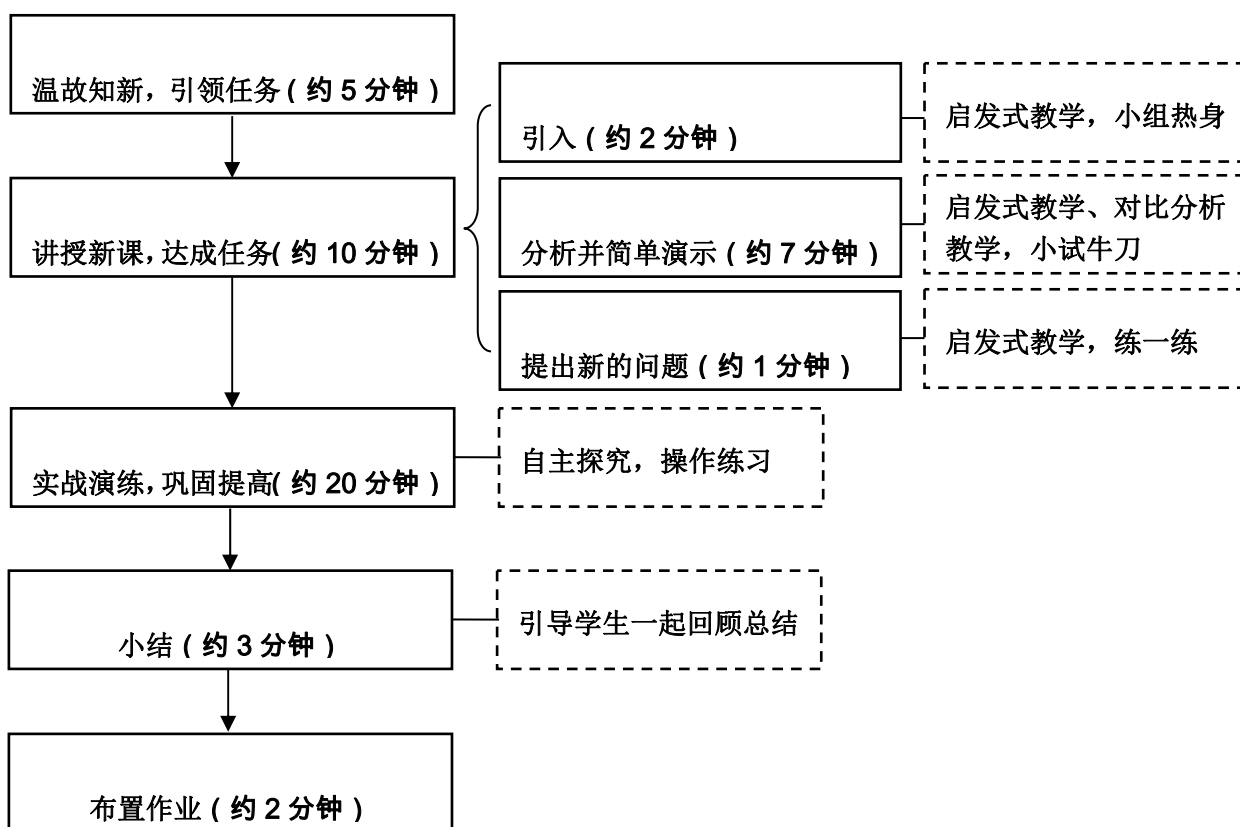 温故知新，引领任务（约 5 分钟）
引入（约 2 分钟）
启发式教学，小组热身
讲授新课，达成任务（约 10 分钟）
分析并简单演示（约 7 分钟）
启发式教学、对比分析
教学，小试牛刀
提出新的问题（约 1 分钟）
启发式教学，练一练
实战演练，巩固提高（约 20 分钟）
自主探究，操作练习
小结（约 3 分钟）
引导学生一起回顾总结
布置作业（约 2 分钟）